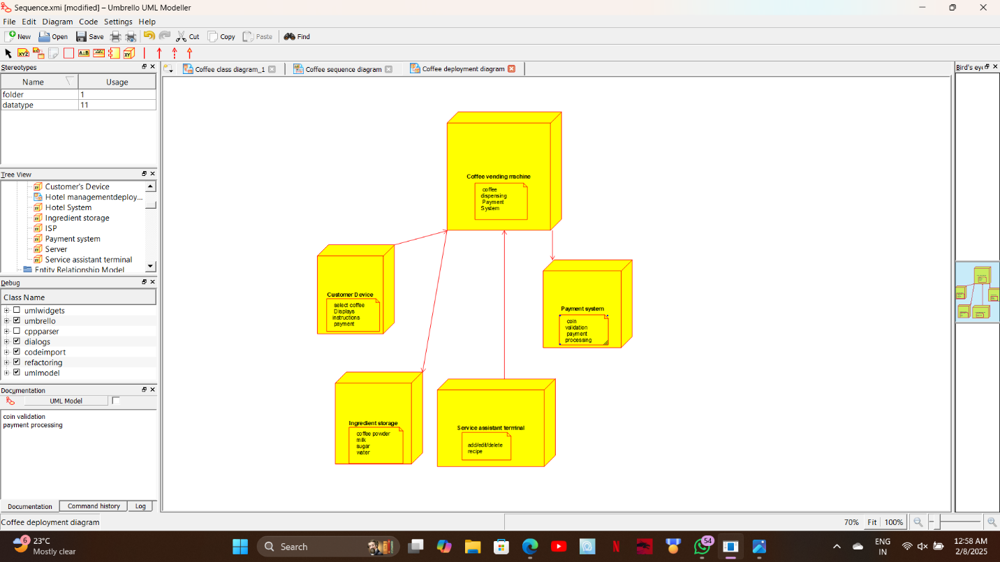 Sequence.xmi [modified] – Umbrello UML Modeller
File Edit Diagram Code Settings Help
New Open Save Cut Copy Paste Find
Stereotypes
Name Usage
folder 1
datatype 11
Tree View
Customer's Device
Hotel managementdeploy...
Hotel System
Ingredient storage
ISP
Payment system
Server
Service assistant terminal
Entity Relationship Model
Debug
Class Name
umlwidgets
umbrello
cppparser
dialogs
codeimport
refactoring
umlmodel
Documentation
UML Model
coin validation
payment processing
Documentation Command history Log
Coffee deployment diagram
Coffee class diagram_1 Coffee sequence diagram Coffee deployment diagram
Coffee vending machine
coffee
dispensing
Payment
System
Customer Device
select coffee
Displays
instructions
payment
Payment system
coin
validation
payment
processing
Ingredient storage
coffee powder
milk
sugar
water
Service assistant terminal
add/edit/delete
recipe
Bird's eye
70% Fit 100%
6
23°C
Mostly clear
Search
54
ENG
IN
12:58 AM
2/8/2025